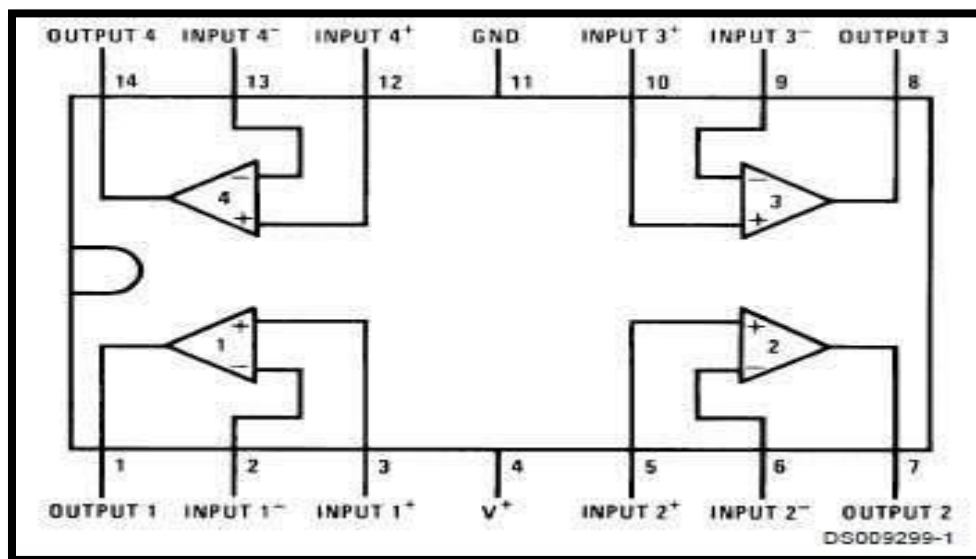 OUTPUT 4 INPUT 4⁻ INPUT 4⁺ GND INPUT 3⁺ INPUT 3⁻ OUTPUT 3
14 13 12 11 10 9 8
− −
4 3
+ +
+ +
1 2
− −
1 2 3 4 5 6 7
OUTPUT 1 INPUT 1⁻ INPUT 1⁺ V⁺ INPUT 2⁺ INPUT 2⁻ OUTPUT 2
DS009299-1